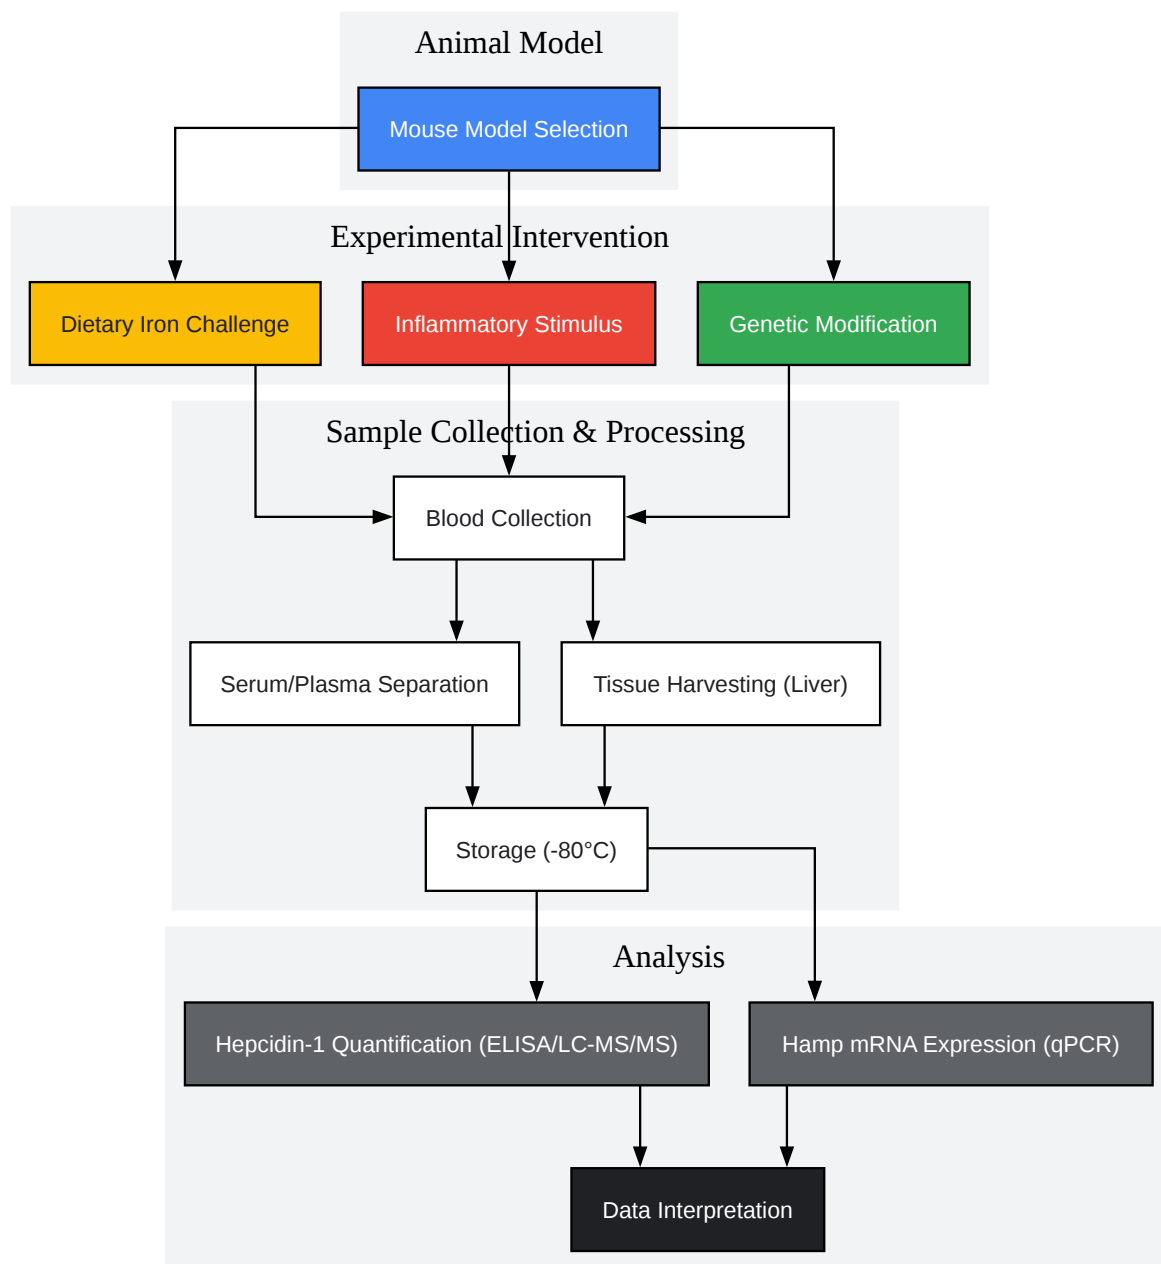 Animal Model
Mouse Model Selection
Experimental Intervention
Dietary Iron Challenge
Inflammatory Stimulus
Genetic Modification
Sample Collection & Processing
Blood Collection
Serum/Plasma Separation
Tissue Harvesting (Liver)
Storage (-80°C)
Analysis
Hepcidin-1 Quantification (ELISA/LC-MS/MS)
Hamp mRNA Expression (qPCR)
Data Interpretation